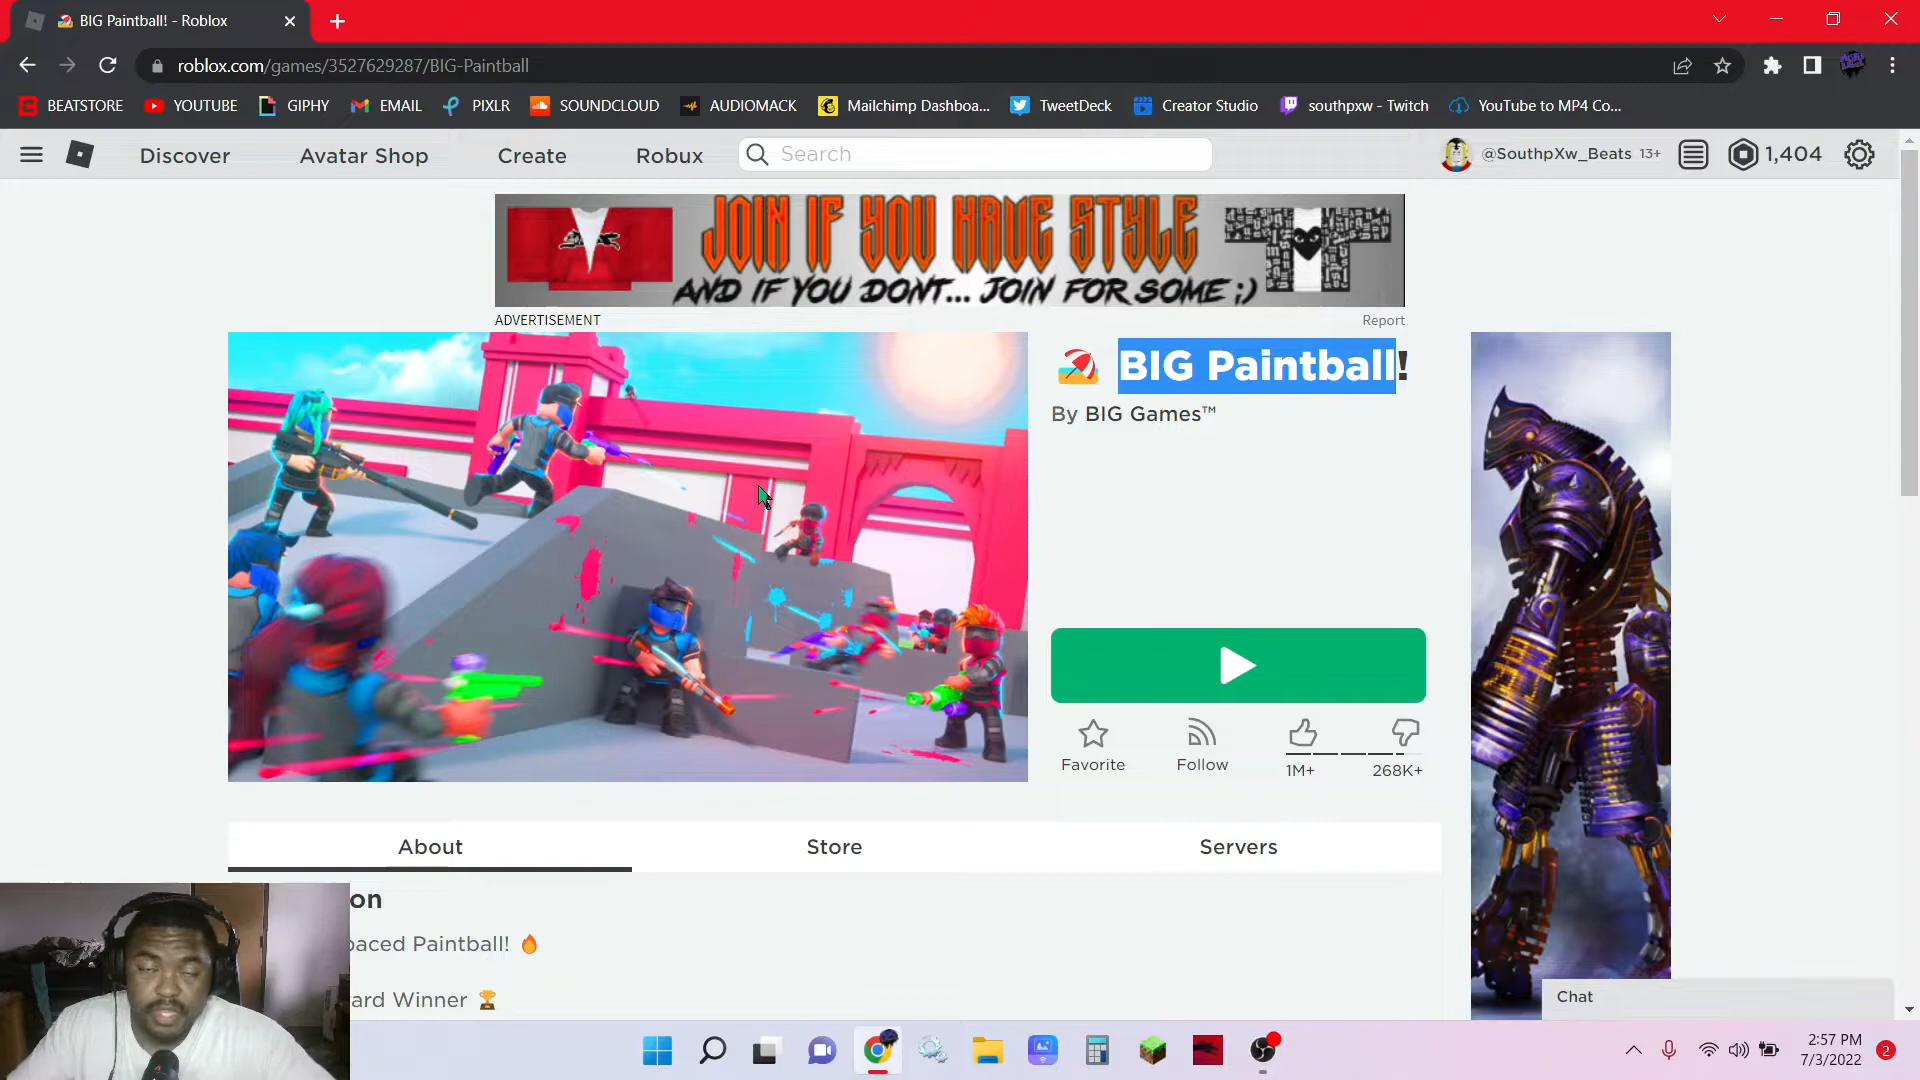 BIG Paintball! - Roblox
roblox.com/games/3527629287/BIG-Paintball
BEATSTORE YOUTUBE GIPHY EMAIL PIXLR SOUNDCLOUD AUDIOMACK Mailchimp Dashboa... TweetDeck Creator Studio southpxw - Twitch YouTube to MP4 Co...
Discover Avatar Shop Create Robux Search @SouthpXw_Beats 13+ 1,404
JOIN IF YOU HAVE STYLE
AND IF YOU DONT... JOIN FOR SOME ;)
ADVERTISEMENT Report
BIG Paintball!
By BIG Games™
Favorite Follow 1M+ 268K+
About Store Servers
on
paced Paintball!
ard Winner
Chat
2:57 PM
7/3/2022 2